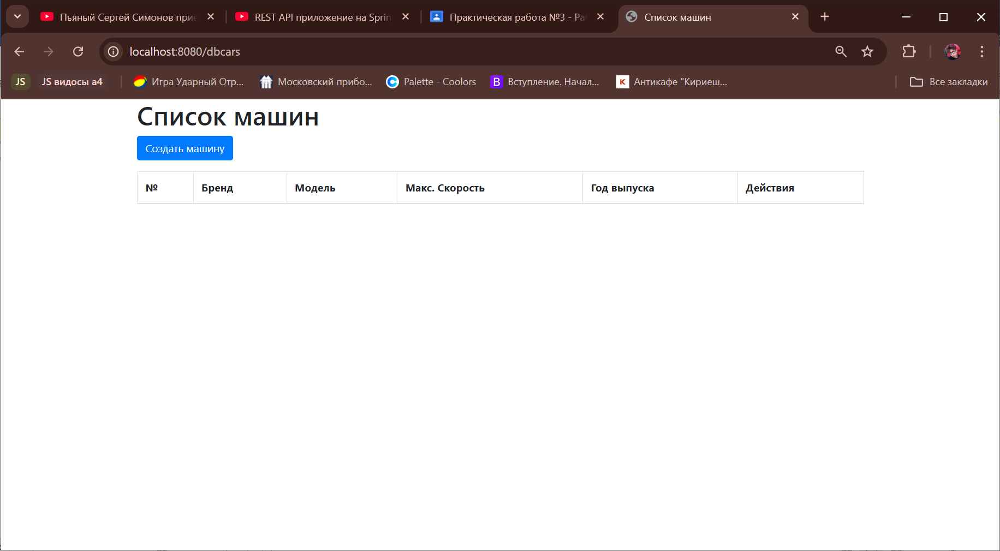 Пьяный Сергей Симонов при
REST API приложение на Sprin
Практическая работа №3 - Ра
Список машин
localhost:8080/dbcars
JS
JS видосы а4
Игра Ударный Отр...
Московский прибо...
Palette - Coolors
B
Вступление. Начал...
K
Антикафе "Кириеш...
Все закладки
Список машин
Создать машину
№ Бренд Модель Макс. Скорость Год выпуска Действия